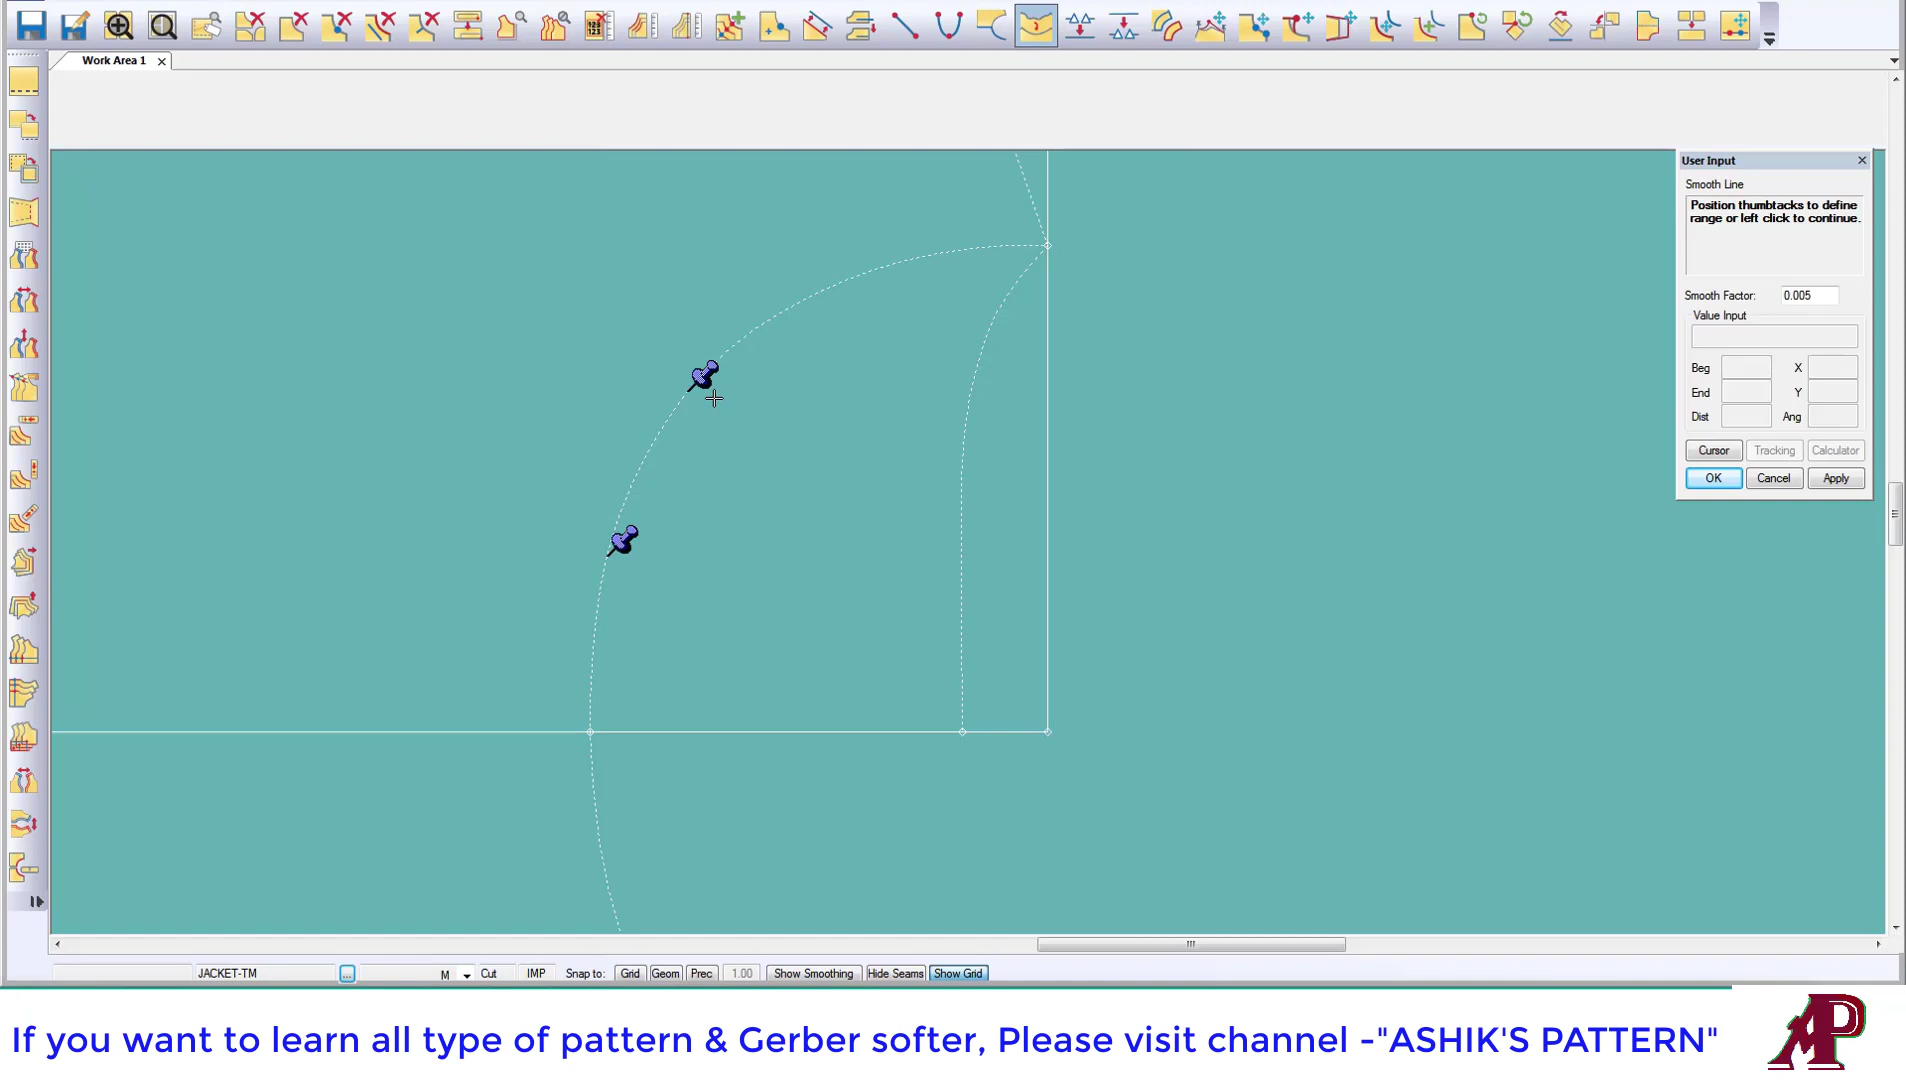 Work Area 1
User Input
Smooth Line
Position thumbtacks to define
range or left click to continue.
Smooth Factor: 0.005
Value Input
Beg X
End Y
Dist Ang
Cursor Tracking Calculator
OK Cancel Apply
JACKET-TM ... M Cut IMP Snap to: Grid Geom Prec 1.00 Show Smoothing Hide Seams Show Grid
If you want to learn all type of pattern & Gerber softer, Please visit channel -"ASHIK'S PATTERN"
AP